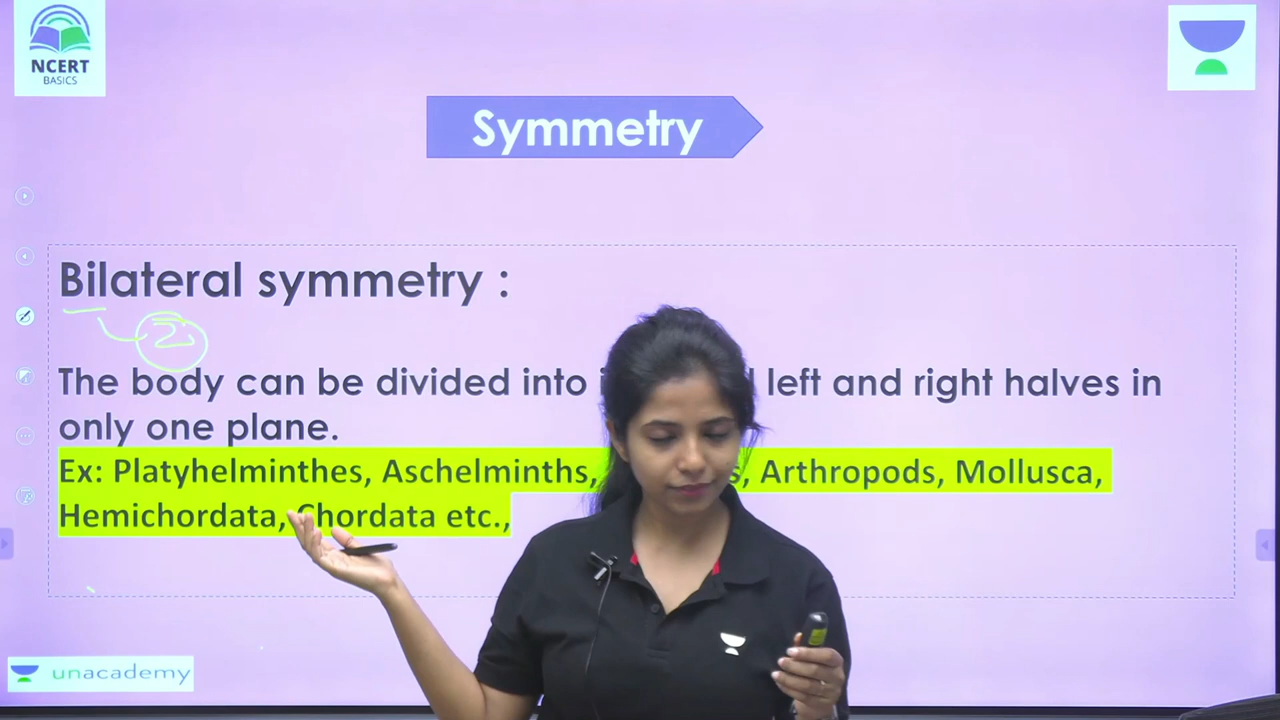 NCERT
BASICS
Symmetry
Bilateral symmetry :
2
The body can be divided into left and right halves in
only one plane.
Ex: Platyhelminthes, Aschelminths, Arthropods, Mollusca,
Hemichordata, Chordata etc.,
unacademy